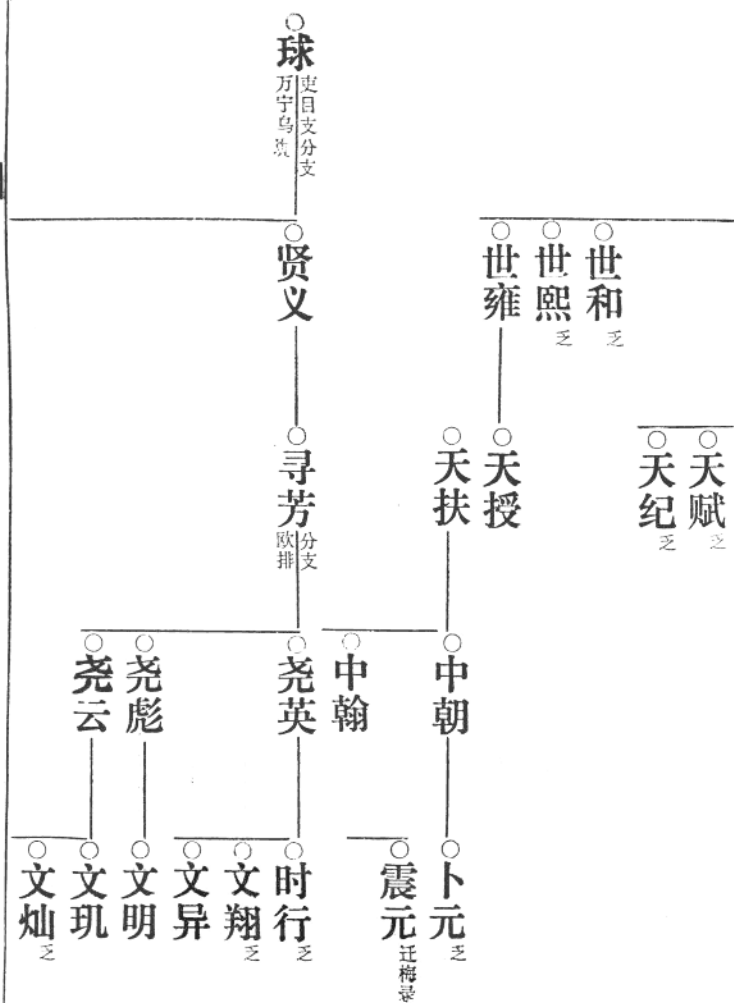 球
吏目支分支
万宁乌
世和 乏
世熙 乏
世雍
贤义
天赋 乏
天纪 乏
天授
天扶
寻芳
分支
欧排
中朝
中翰
尧英
尧彪
尧云
卜元 乏
震元 迁梅录
时行 乏
文翔 乏
文异
文明
文玑
文灿 乏